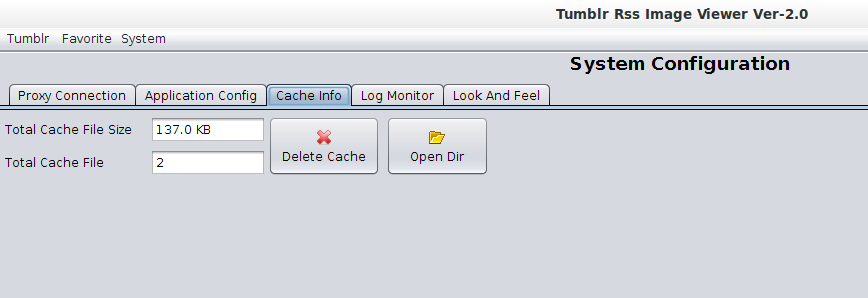 Tumblr Rss Image Viewer Ver-2.0
Tumblr Favorite System
System Configuration
Proxy Connection Application Config Cache Info Log Monitor Look And Feel
Total Cache File Size 137.0 KB
Total Cache File 2
Delete Cache Open Dir